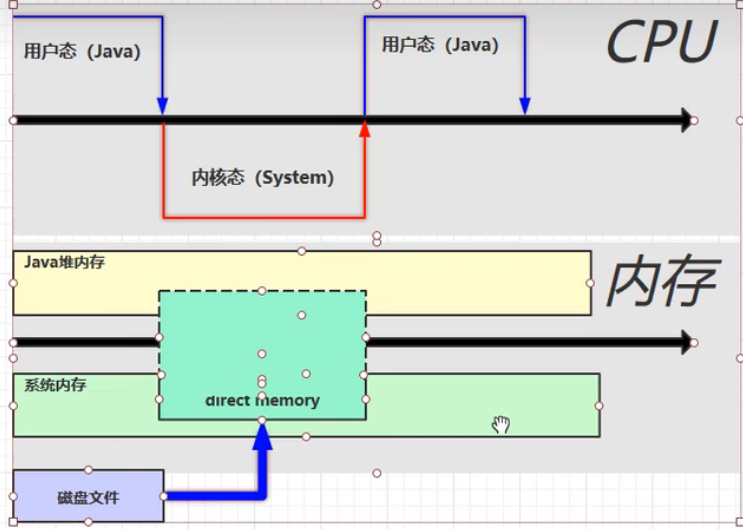 用户态（Java）
用户态（Java）
CPU
内核态（System）
Java堆内存
内存
系统内存
direct memory
磁盘文件